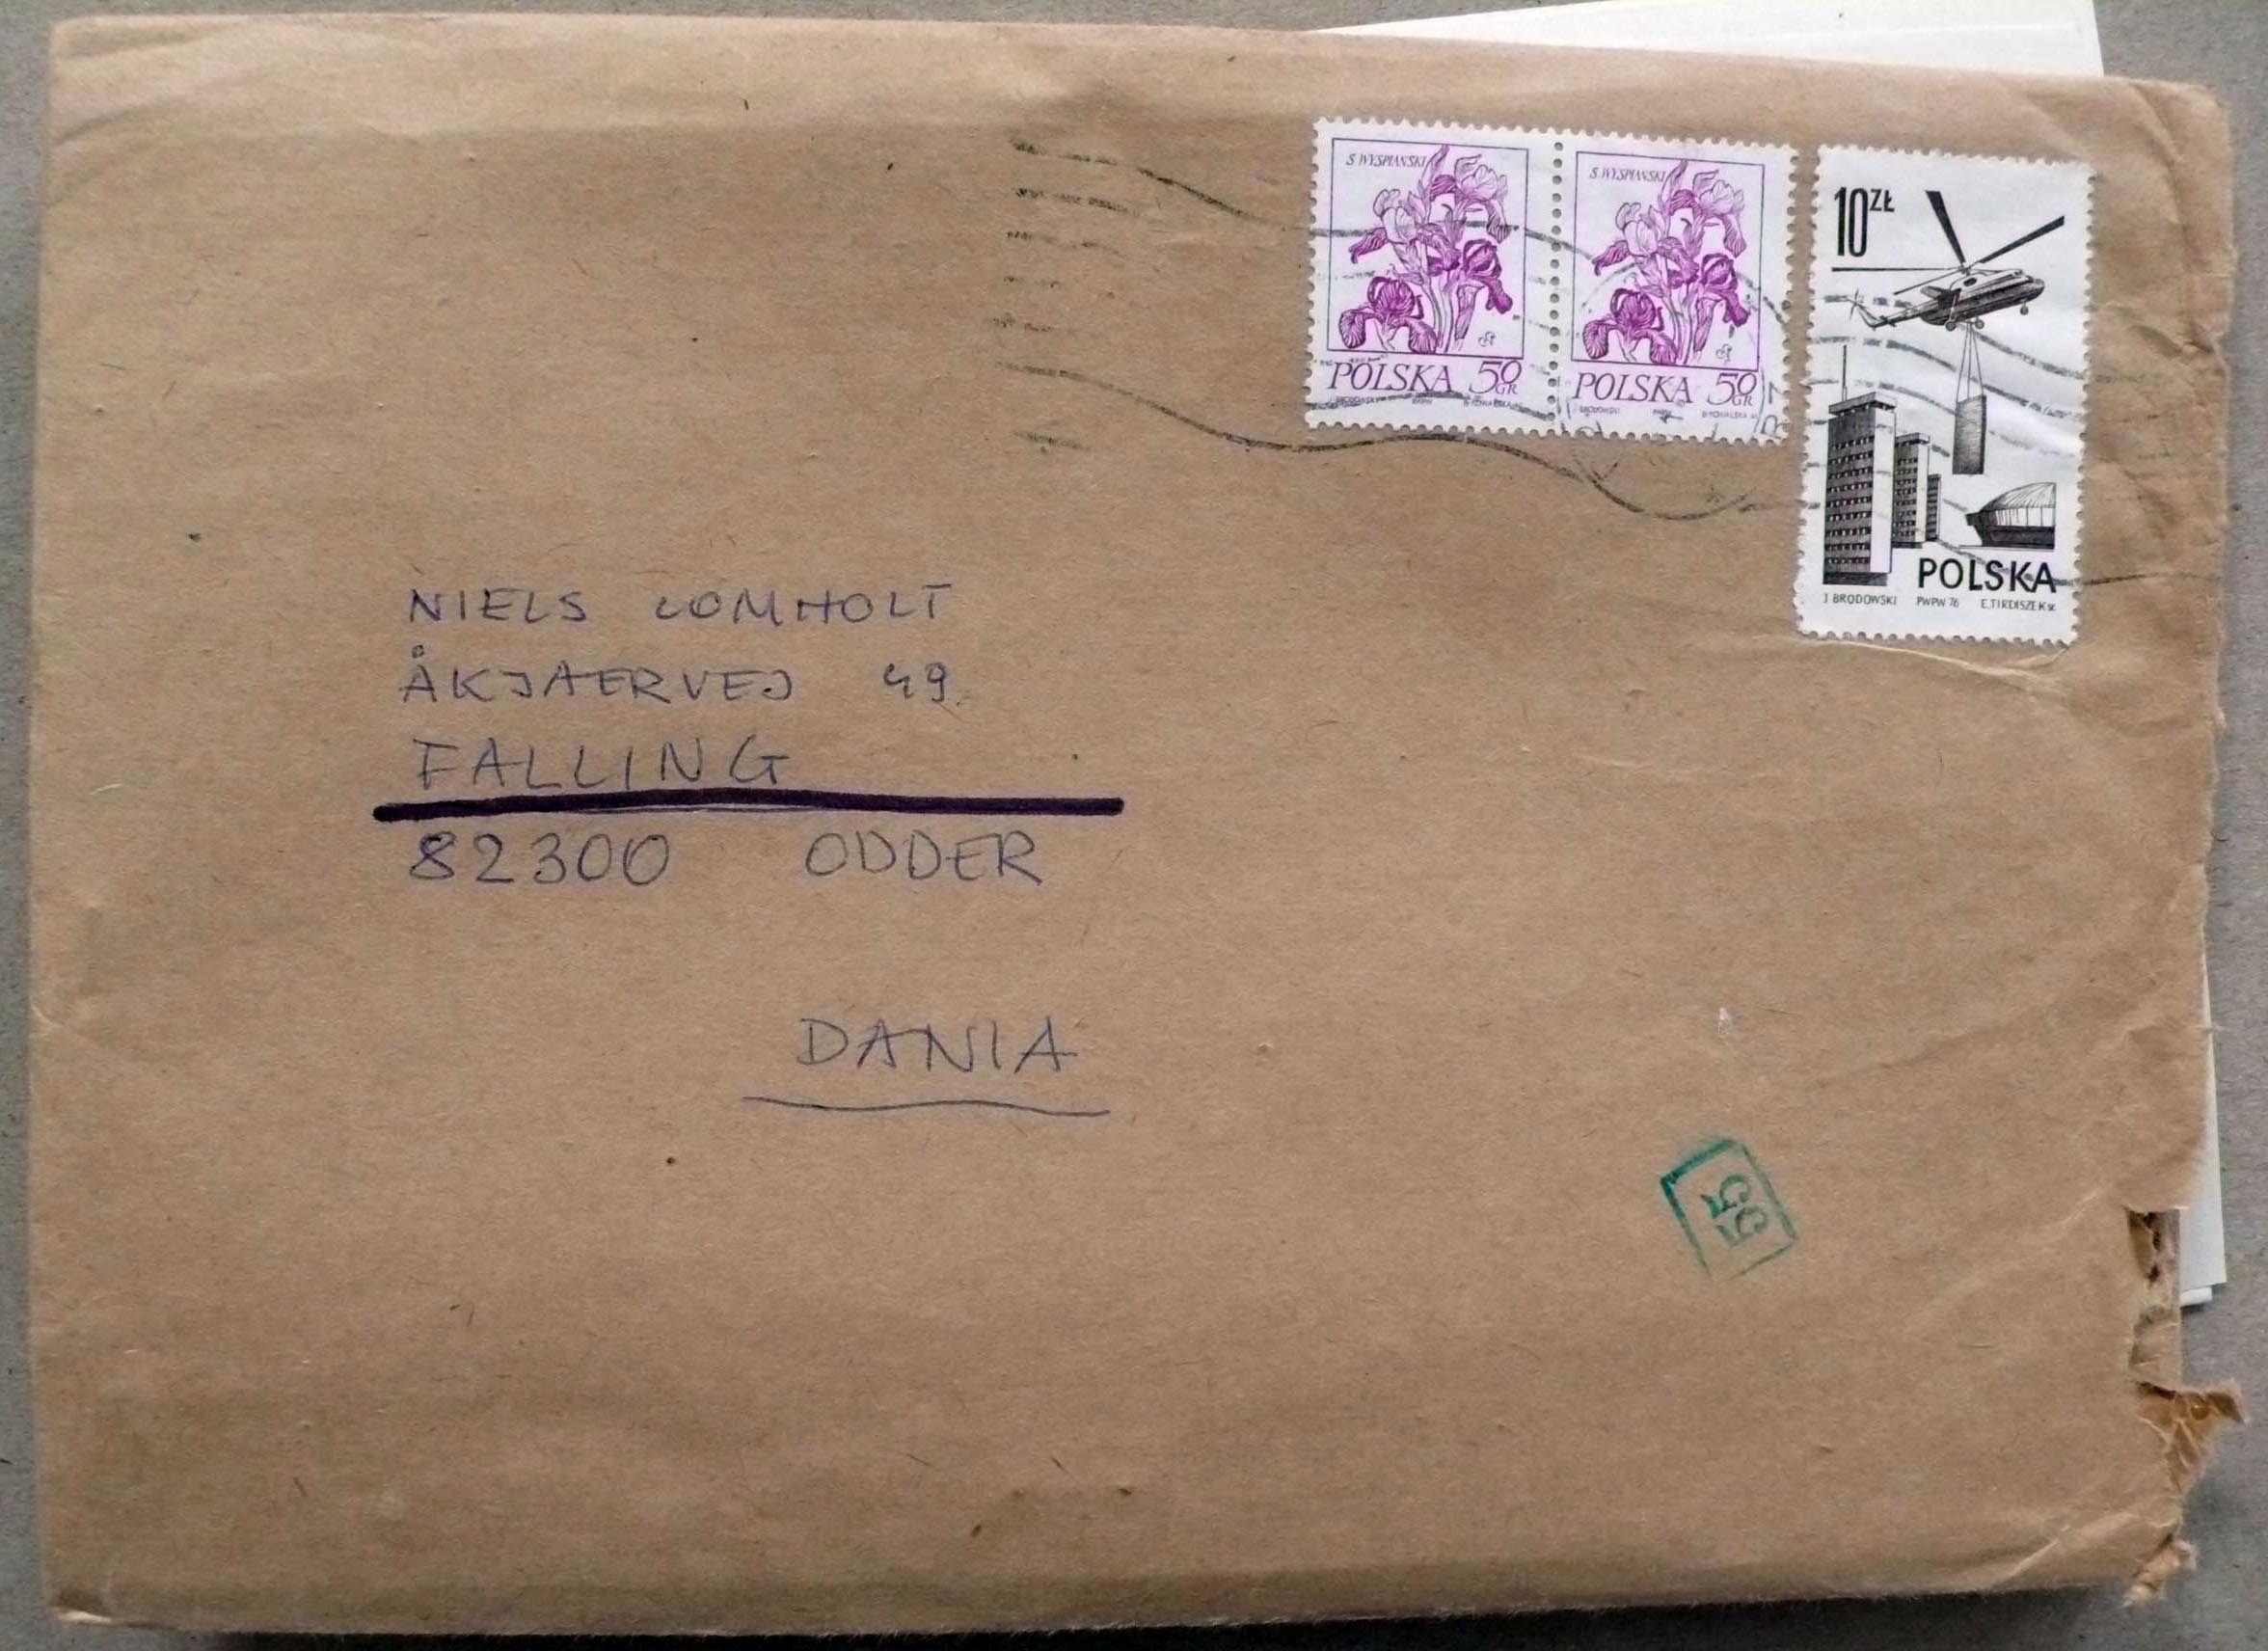 S. WYSPIAŃSKI
POLSKA 50 GR
S. WYSPIAŃSKI
POLSKA 50 GR
10 ZŁ
POLSKA
J. BRODOWSKI PWPW 76 E. TIRDISZEK sc.
NIELS LOMHOLT
ÅKJAERVEJ 49.
FALLING
82300 ODDER
DANIA
55